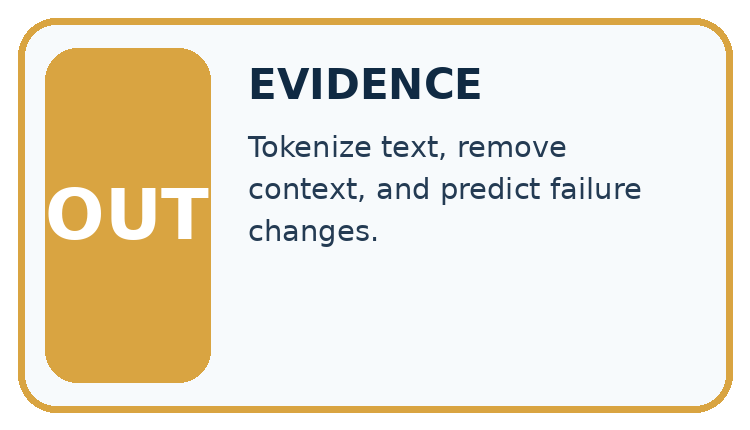 OUT
EVIDENCE
Tokenize text, remove
context, and predict failure
changes.